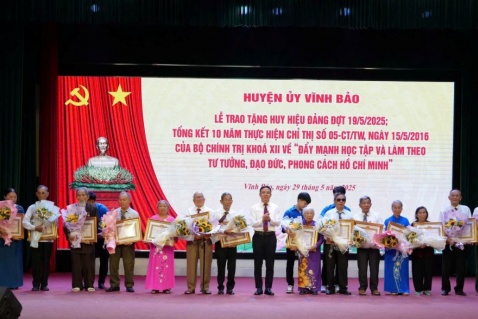 HUYỆN ỦY VĨNH BẢO
LỄ TRAO TẶNG HUY HIỆU ĐẢNG ĐỢT 19/5/2025;
TỔNG KẾT 10 NĂM THỰC HIỆN CHỈ THỊ SỐ 05-CT/TW, NGÀY 15/5/2016
CỦA BỘ CHÍNH TRỊ KHOÁ XII VỀ "ĐẨY MẠNH HỌC TẬP VÀ LÀM THEO
TƯ TƯỞNG, ĐẠO ĐỨC, PHONG CÁCH HỒ CHÍ MINH"
Vĩnh Bảo, ngày 29 tháng 5 năm 2025